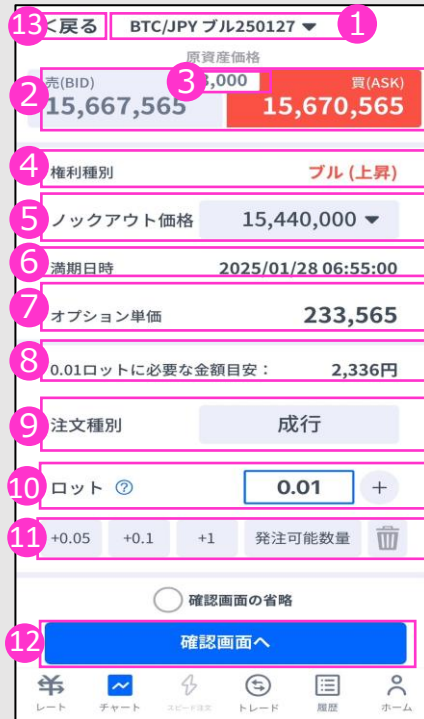 13 く戻る BTC/JPY ブル250127 ▼ 1
原資産価格
2 売(BID) 3 3,000 買(ASK)
15,667,565 15,670,565
4 権利種別 ブル (上昇)
5 ノックアウト価格 15,440,000 ▼
6 満期日時 2025/01/28 06:55:00
7 オプション単価 233,565
8 0.01ロットに必要な金額目安： 2,336円
9 注文種別 成行
10 ロット ? 0.01 +
11 +0.05 +0.1 +1 発注可能数量
確認画面の省略
12 確認画面へ
レート チャート スピード注文 トレード 履歴 ホーム